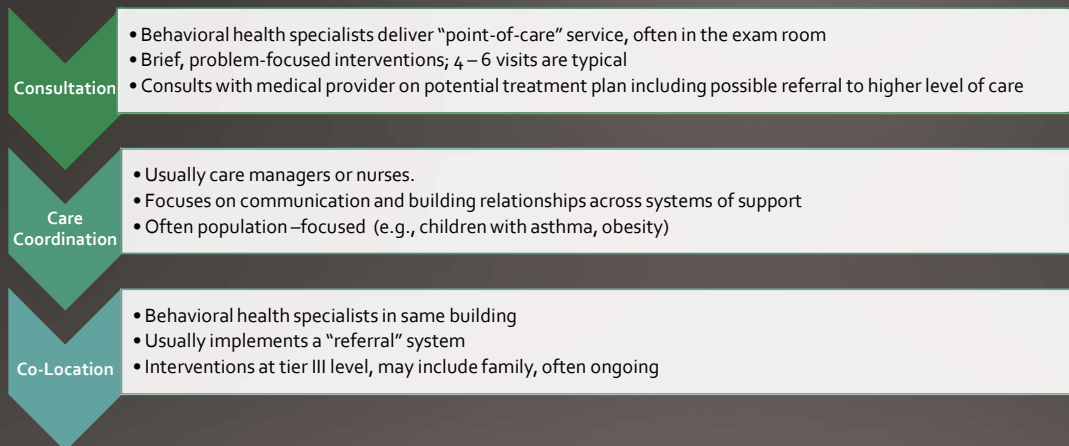 Consultation
• Behavioral health specialists deliver “point-of-care” service, often in the exam room
• Brief, problem-focused interventions; 4 – 6 visits are typical
• Consults with medical provider on potential treatment plan including possible referral to higher level of care
Care
Coordination
• Usually care managers or nurses.
• Focuses on communication and building relationships across systems of support
• Often population –focused (e.g., children with asthma, obesity)
Co-Location
• Behavioral health specialists in same building
• Usually implements a “referral” system
• Interventions at tier III level, may include family, often ongoing